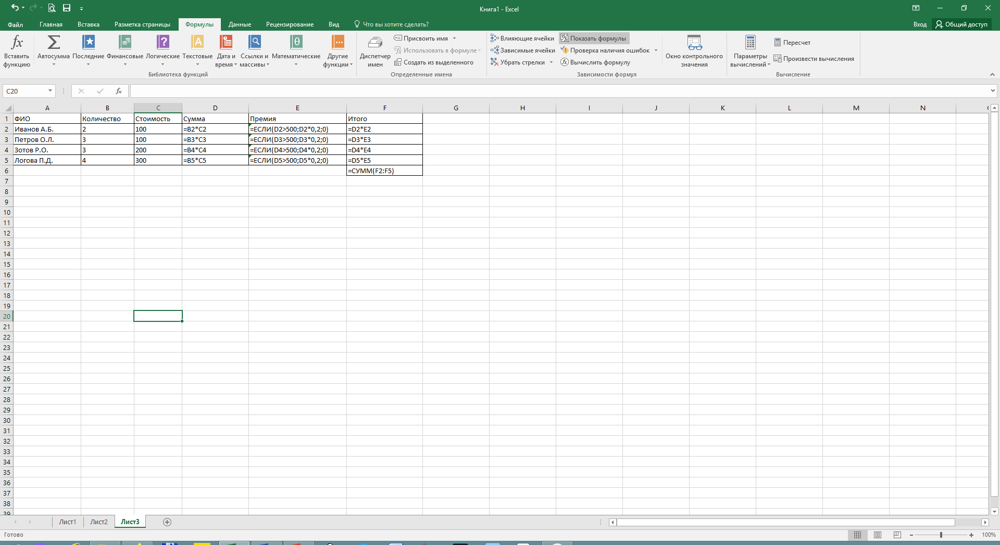 Книга1 - Excel
Файл Главная Вставка Разметка страницы Формулы Данные Рецензирование Вид Что вы хотите сделать? Вход Общий доступ
Вставить функцию
Автосумма
Последние
Финансовые
Логические
Текстовые
Дата и время
Ссылки и массивы
Математические
Другие функции
Библиотека функций
Диспетчер имен
Присвоить имя
Использовать в формуле
Создать из выделенного
Определенные имена
Влияющие ячейки
Зависимые ячейки
Убрать стрелки
Показать формулы
Проверка наличия ошибок
Вычислить формулу
Зависимости формул
Окно контрольного значения
Параметры вычислений
Пересчет
Произвести вычисления
Вычисление
C20 fx
A B C D E F G H I J K L M N
1 ФИО Количество Стоимость Сумма Премия Итого
2 Иванов А.Б. 2 100 =B2*C2 =ЕСЛИ(D2>500;D2*0,2;0) =D2*E2
3 Петров О.Л. 3 100 =B3*C3 =ЕСЛИ(D3>500;D3*0,2;0) =D3*E3
4 Зотов Р.О. 3 200 =B4*C4 =ЕСЛИ(D4>500;D4*0,2;0) =D4*E4
5 Логова П.Д. 4 300 =B5*C5 =ЕСЛИ(D5>500;D5*0,2;0) =D5*E5
6 =СУММ(F2:F5)
7
8
9
10
11
12
13
14
15
16
17
18
19
20
21
22
23
24
25
26
27
28
29
30
31
32
33
34
35
36
37
38
39
Лист1 Лист2 Лист3
Готово 100%